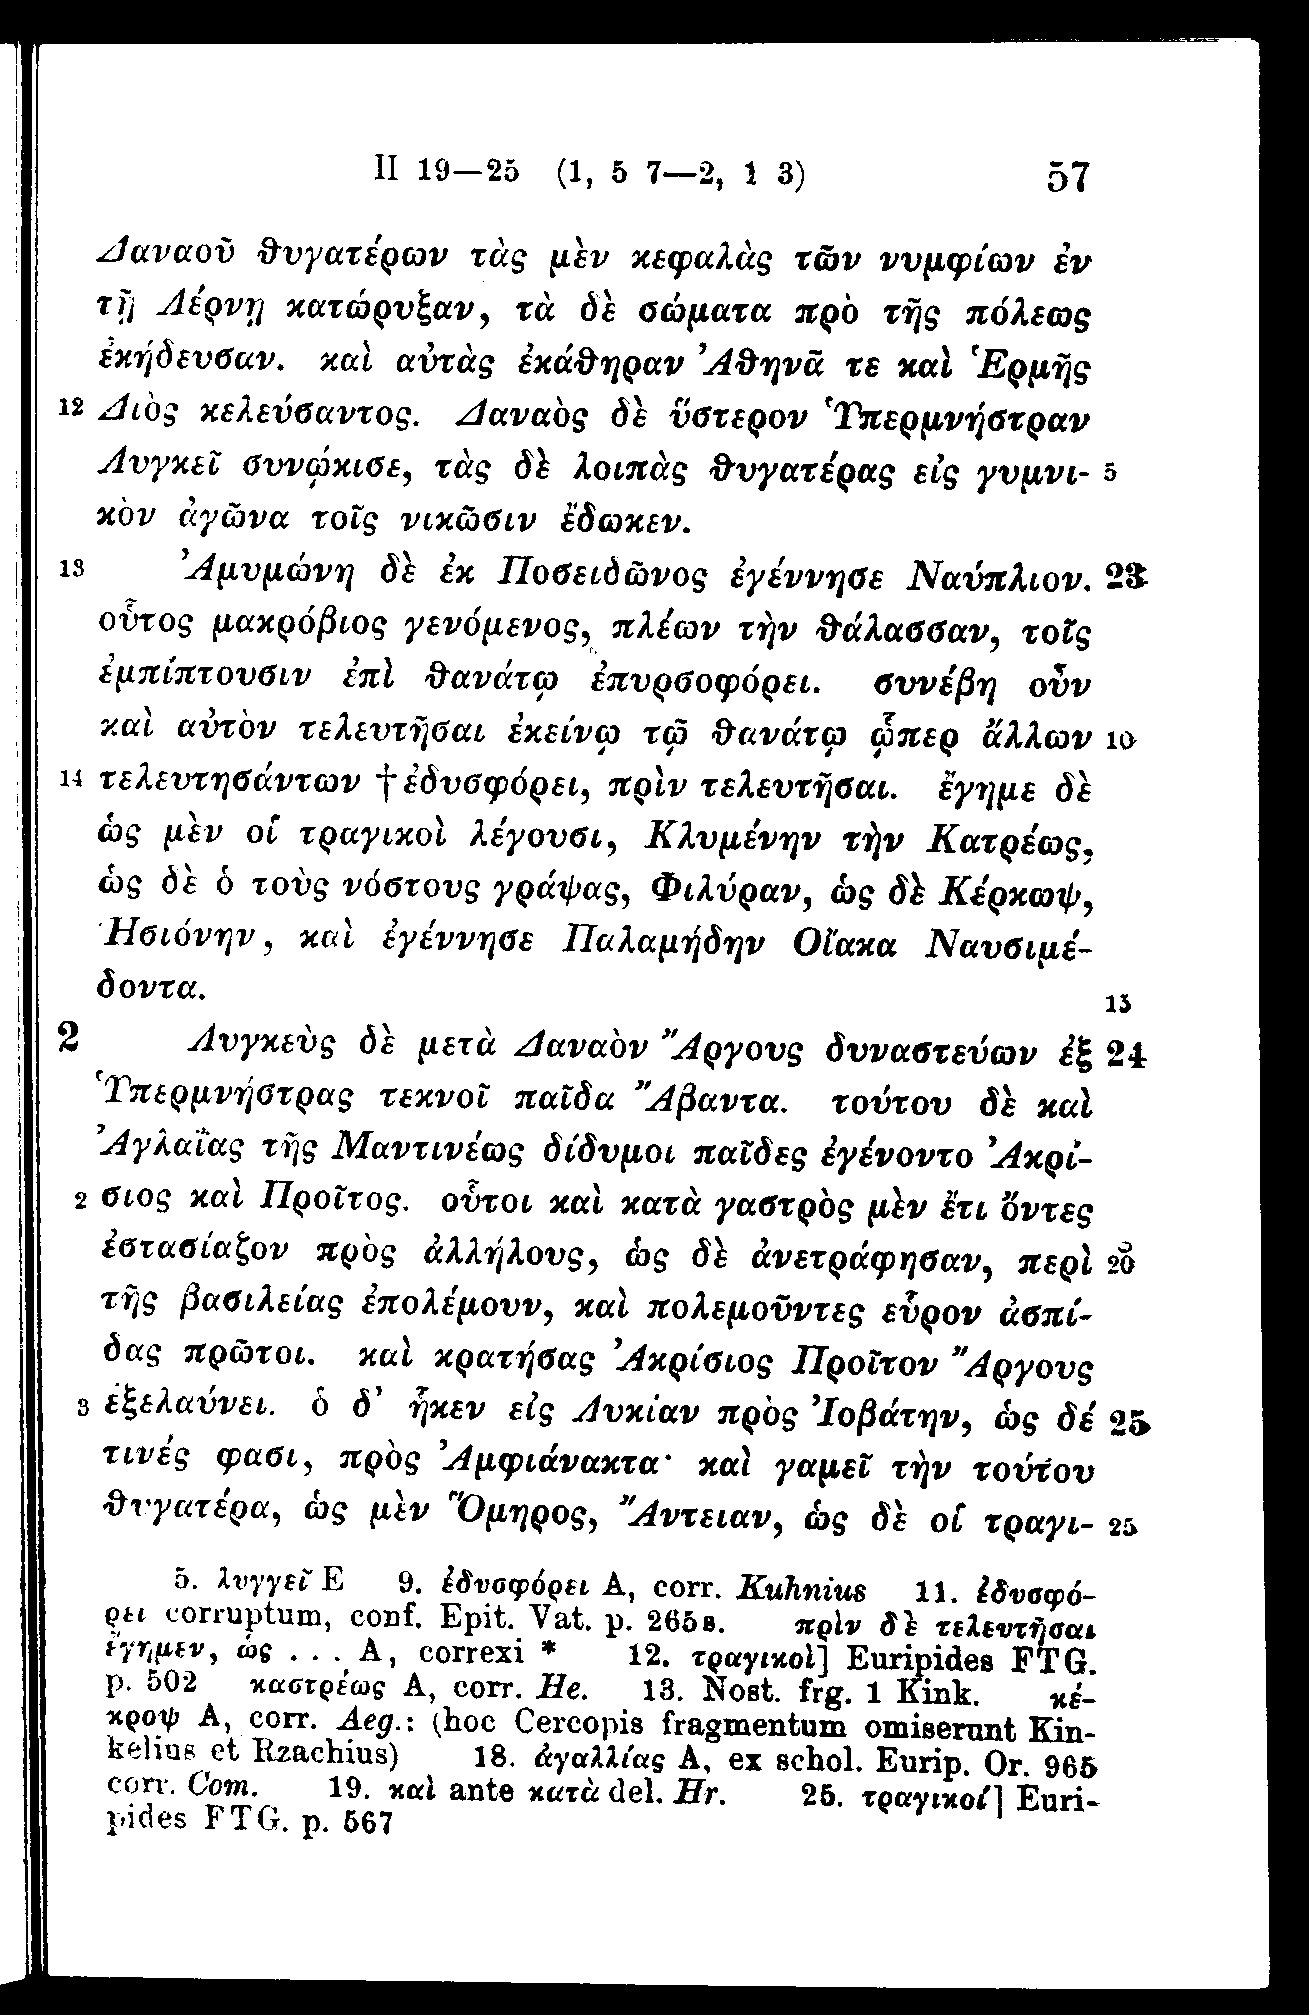 II 19—25 (1, 5 7—2, 1 3) 57
Δαναοῦ θυγατέρων τὰς μὲν κεφαλὰς τῶν νυμφίων ἐν
τῇ Λέρνῃ κατώρυξαν, τὰ δὲ σώματα πρὸ τῆς πόλεως
ἐκήδευσαν. καὶ αὐτὰς ἐκάθηραν Ἀθηνᾶ τε καὶ Ἑρμῆς
12 Διὸς κελεύσαντος. Δαναὸς δὲ ὕστερον Ὑπερμνήστραν
Λυγκεῖ συνῴκισε, τὰς δὲ λοιπὰς θυγατέρας εἰς γυμνι- 5
κὸν ἀγῶνα τοῖς νικῶσιν ἔδωκεν.
13 Ἀμυμώνη δὲ ἐκ Ποσειδῶνος ἐγέννησε Ναύπλιον. 23
οὗτος μακρόβιος γενόμενος, πλέων τὴν θάλασσαν, τοῖς
ἐμπίπτουσιν ἐπὶ θανάτῳ ἐπυρσοφόρει. συνέβη οὖν
καὶ αὐτὸν τελευτῆσαι ἐκείνῳ τῷ θανάτῳ ᾧπερ ἄλλων 10
14 τελευτησάντων †ἐδυσφόρει, πρὶν τελευτῆσαι. ἔγημε δὲ
ὡς μὲν οἱ τραγικοὶ λέγουσι, Κλυμένην τὴν Κατρέως,
ὡς δὲ ὁ τοὺς νόστους γράψας, Φιλύραν, ὡς δὲ Κέρκωψ,
Ἡσιόνην, καὶ ἐγέννησε Παλαμήδην Οἴακα Ναυσιμέ-
δοντα. 15
2 Λυγκεὺς δὲ μετὰ Δαναὸν Ἄργους δυναστεύων ἐξ 24
Ὑπερμνήστρας τεκνοῖ παῖδα Ἄβαντα. τούτου δὲ καὶ
Ἀγλαΐας τῆς Μαντινέως δίδυμοι παῖδες ἐγένοντο Ἀκρί-
2 σιος καὶ Προῖτος. οὗτοι καὶ κατὰ γαστρὸς μὲν ἔτι ὄντες
ἐστασίαζον πρὸς ἀλλήλους, ὡς δὲ ἀνετράφησαν, περὶ 20
τῆς βασιλείας ἐπολέμουν, καὶ πολεμοῦντες εὗρον ἀσπί-
δας πρῶτοι. καὶ κρατήσας Ἀκρίσιος Προῖτον Ἄργους
3 ἐξελαύνει. ὁ δ’ ἧκεν εἰς Λυκίαν πρὸς Ἰοβάτην, ὡς δέ 25
τινές φασι, πρὸς Ἀμφιάνακτα· καὶ γαμεῖ τὴν τούτου
θυγατέρα, ὡς μὲν Ὅμηρος, Ἄντειαν, ὡς δὲ οἱ τραγι- 25
5. λυγγεῖ E 9. ἐδυσφόρει A, corr. Kuhnius 11. ἐδυσφό-
ρει corruptum, conf. Epit. Vat. p. 265 s. πρὶν δὲ τελευτῆσαι
ἔγημεν, ὡς . . . A, correxi * 12. τραγικοὶ] Euripides FTG.
p. 502 καστρέως A, corr. He. 13. Nost. frg. 1 Kink. κέ-
κροψ A, corr. Aeg.: (hoc Cercopis fragmentum omiserunt Kin-
kelius et Rzachius) 18. ἀγαλλίας A, ex schol. Eurip. Or. 965
corr. Com. 19. καὶ ante κατὰ del. Hr. 25. τραγικοί] Euri-
pides FTG. p. 567